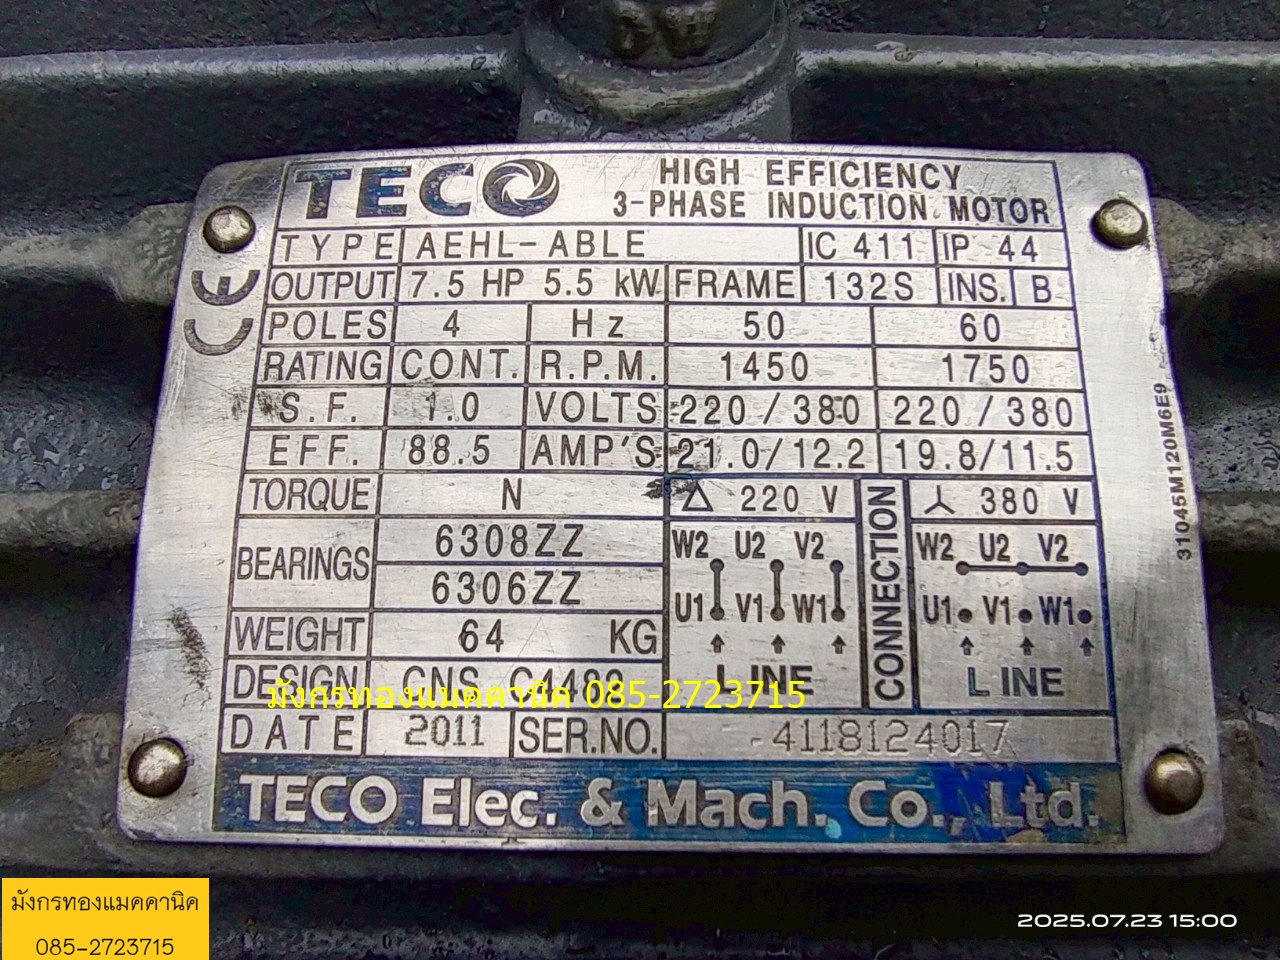 TECO HIGH EFFICIENCY
3-PHASE INDUCTION MOTOR
TYPE AEHL-ABLE IC 411 IP 44
OUTPUT 7.5 HP 5.5 kW FRAME 132S INS. B
POLES 4 Hz 50 60
RATING CONT. R.P.M. 1450 1750
S.F. 1.0 VOLTS 220/380 220/380
EFF. 88.5 AMP'S 21.0/12.2 19.8/11.5
TORQUE N △ 220 V CONNECTION 人 380 V
BEARINGS 6308ZZ W2 U2 V2 W2 U2 V2
6306ZZ U1 V1 W1 U1 V1 W1
WEIGHT 64 KG LINE LINE
DESIGN CNS C4489
มังกรทองแมคคานิค 085-2723715
DATE 2011 SER.NO. 4118124017
TECO Elec. & Mach. Co., Ltd.
CE
31045M120M6E9
มังกรทองแมคคานิค
085-2723715
2025.07.23 15:00